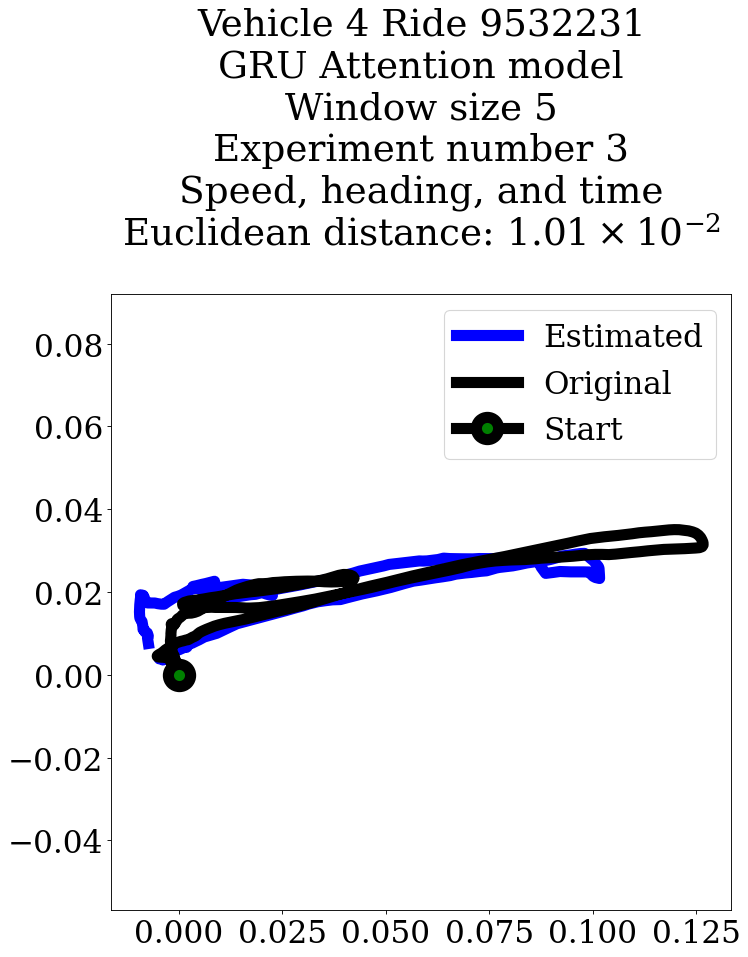 Vehicle 4 Ride 9532231
GRU Attention model
Window size 5
Experiment number 3
Speed, heading, and time
Euclidean distance: 1.01 × 10⁻²
Estimated
Original
Start
0.08
0.06
0.04
0.02
0.00
−0.02
−0.04
0.000 0.025 0.050 0.075 0.100 0.125